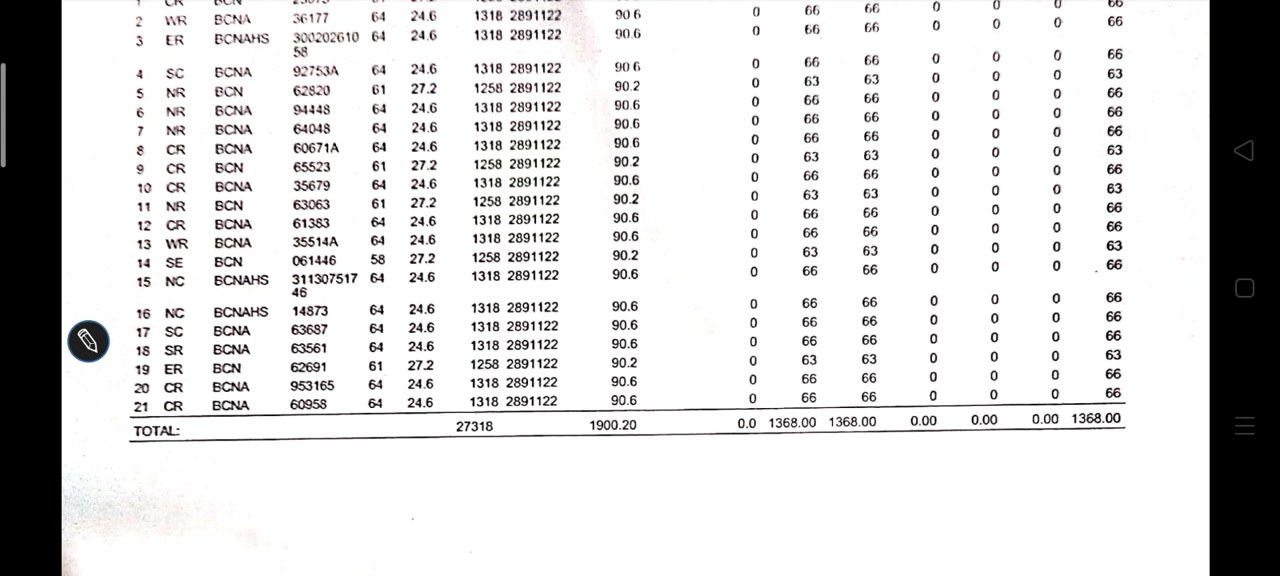 1 CR BCN 61
2 WR BCNA 36177 64 24.6 1318 2891122 90.6 0 66 66 0 0 0 66
3 ER BCNAHS 300202610 64 24.6 1318 2891122 90.6 0 66 66 0 0 0 66
58
4 SC BCNA 92753A 64 24.6 1318 2891122 90.6 0 66 66 0 0 0 66
5 NR BCN 62820 61 27.2 1258 2891122 90.2 0 63 63 0 0 0 63
6 NR BCNA 94448 64 24.6 1318 2891122 90.6 0 66 66 0 0 0 66
7 NR BCNA 64048 64 24.6 1318 2891122 90.6 0 66 66 0 0 0 66
8 CR BCNA 60671A 64 24.6 1318 2891122 90.6 0 66 66 0 0 0 66
9 CR BCN 65523 61 27.2 1258 2891122 90.2 0 63 63 0 0 0 63
10 CR BCNA 35679 64 24.6 1318 2891122 90.6 0 66 66 0 0 0 66
11 NR BCN 63063 61 27.2 1258 2891122 90.2 0 63 63 0 0 0 63
12 CR BCNA 61383 64 24.6 1318 2891122 90.6 0 66 66 0 0 0 66
13 WR BCNA 35514A 64 24.6 1318 2891122 90.6 0 66 66 0 0 0 66
14 SE BCN 061446 58 27.2 1258 2891122 90.2 0 63 63 0 0 0 63
15 NC BCNAHS 311307517 64 24.6 1318 2891122 90.6 0 66 66 0 0 0 66
46
16 NC BCNAHS 14873 64 24.6 1318 2891122 90.6 0 66 66 0 0 0 66
17 SC BCNA 63687 64 24.6 1318 2891122 90.6 0 66 66 0 0 0 66
18 SR BCNA 63561 64 24.6 1318 2891122 90.6 0 66 66 0 0 0 66
19 ER BCN 62691 61 27.2 1258 2891122 90.2 0 63 63 0 0 0 63
20 CR BCNA 953165 64 24.6 1318 2891122 90.6 0 66 66 0 0 0 66
21 CR BCNA 60958 64 24.6 1318 2891122 90.6 0 66 66 0 0 0 66
TOTAL: 27318 1900.20 0.0 1368.00 1368.00 0.00 0.00 0.00 1368.00